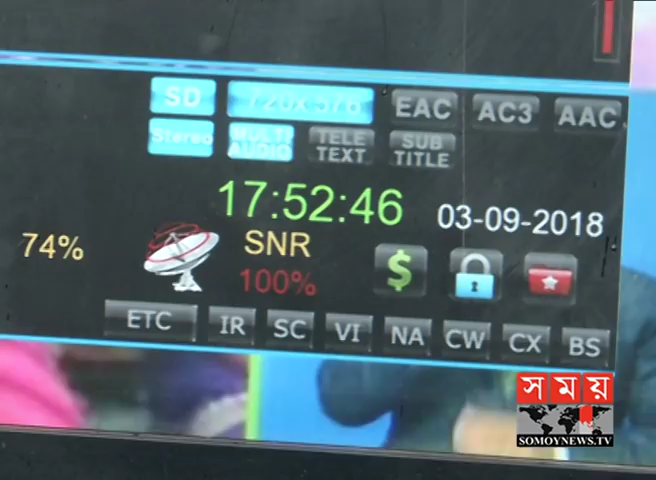 SD 720x576 EAC AC3 AAC
Stereo MULTI AUDIO TELE TEXT SUB TITLE
17:52:46 03-09-2018
74% SNR 100%
$
ETC IR SC VI NA CW CX BS
সময়
SOMOYNEWS.TV